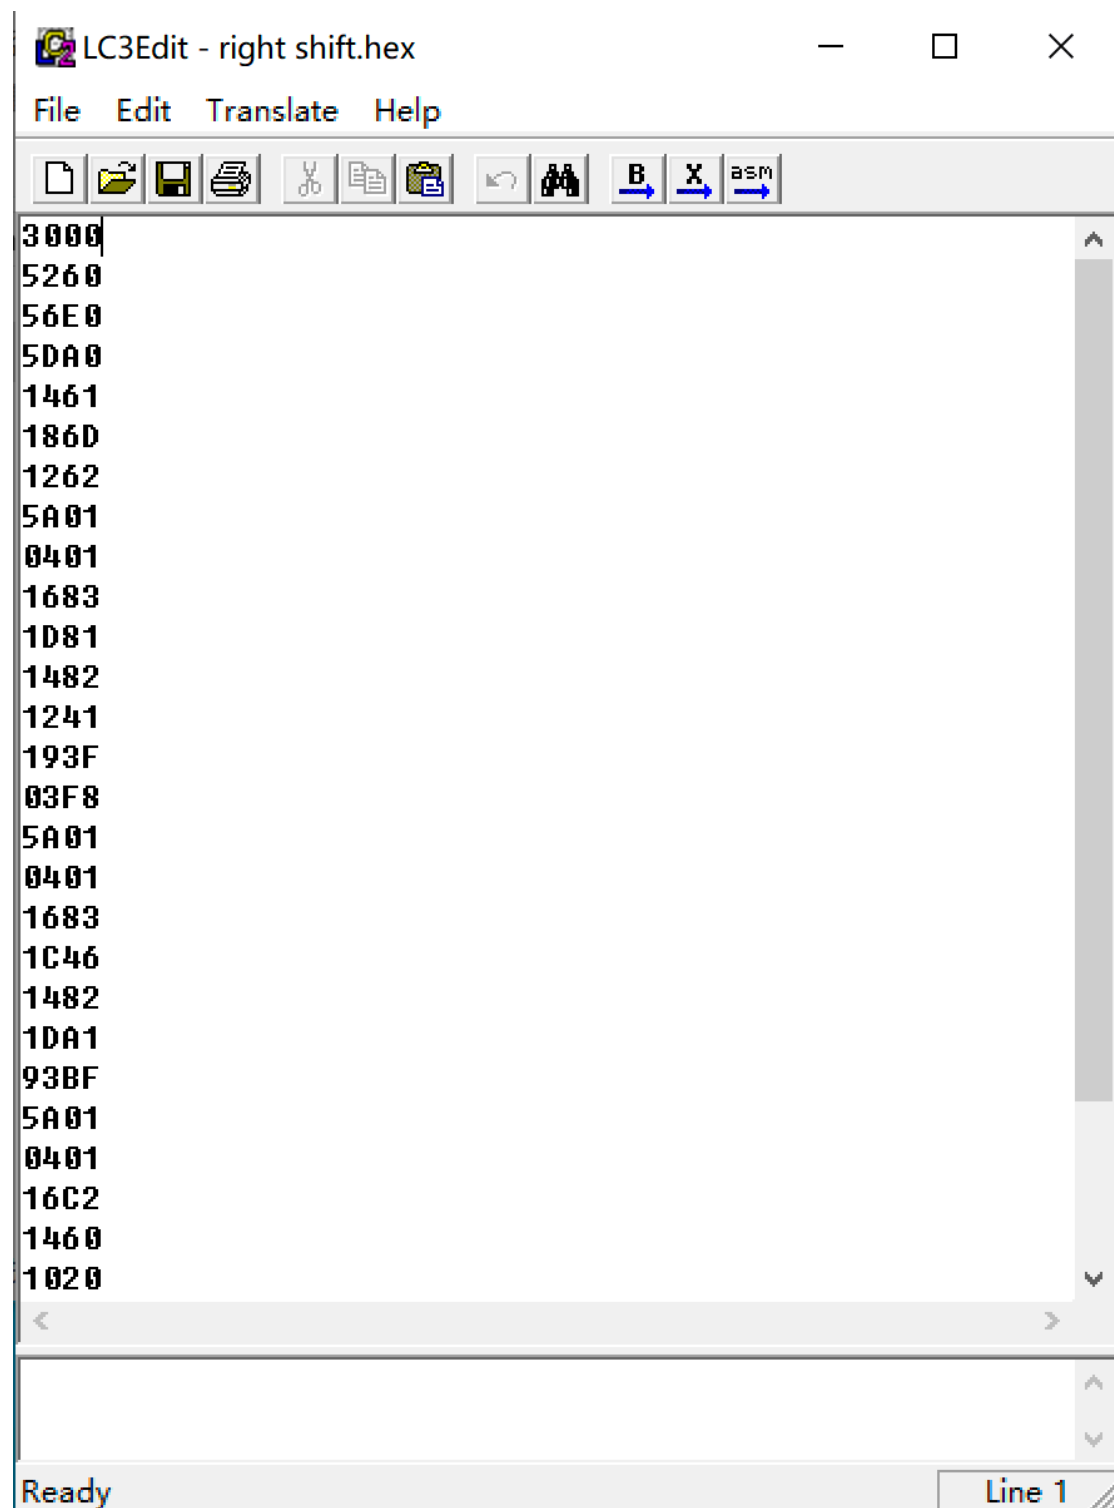 LC3Edit - right shift.hex
File Edit Translate Help
B X asm
3000
5260
56E0
5DA0
1461
186D
1262
5A01
0401
1683
1D81
1482
1241
193F
03F8
5A01
0401
1683
1C46
1482
1DA1
93BF
5A01
0401
16C2
1460
1020
Ready
Line 1